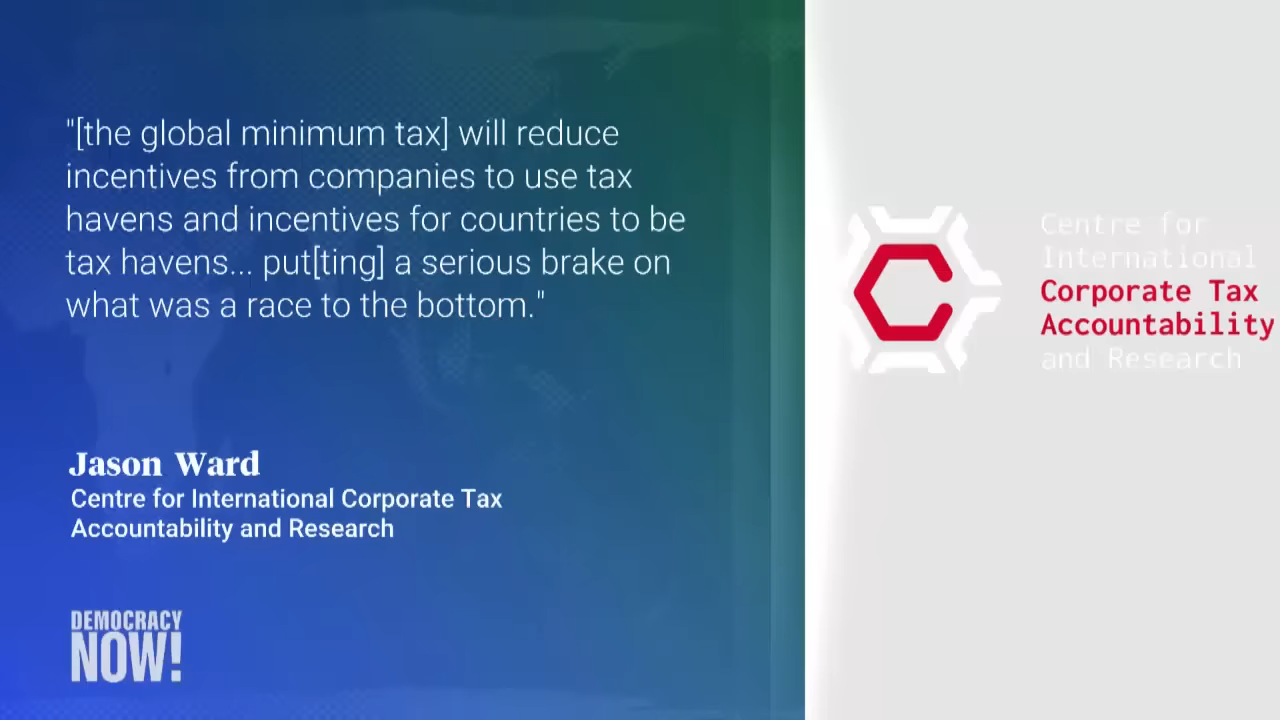 "[the global minimum tax] will reduce
incentives from companies to use tax
havens and incentives for countries to be
tax havens... put[ting] a serious brake on
what was a race to the bottom."
Jason Ward
Centre for International Corporate Tax
Accountability and Research
DEMOCRACY
NOW!
Centre for
International
Corporate Tax
Accountability
and Research